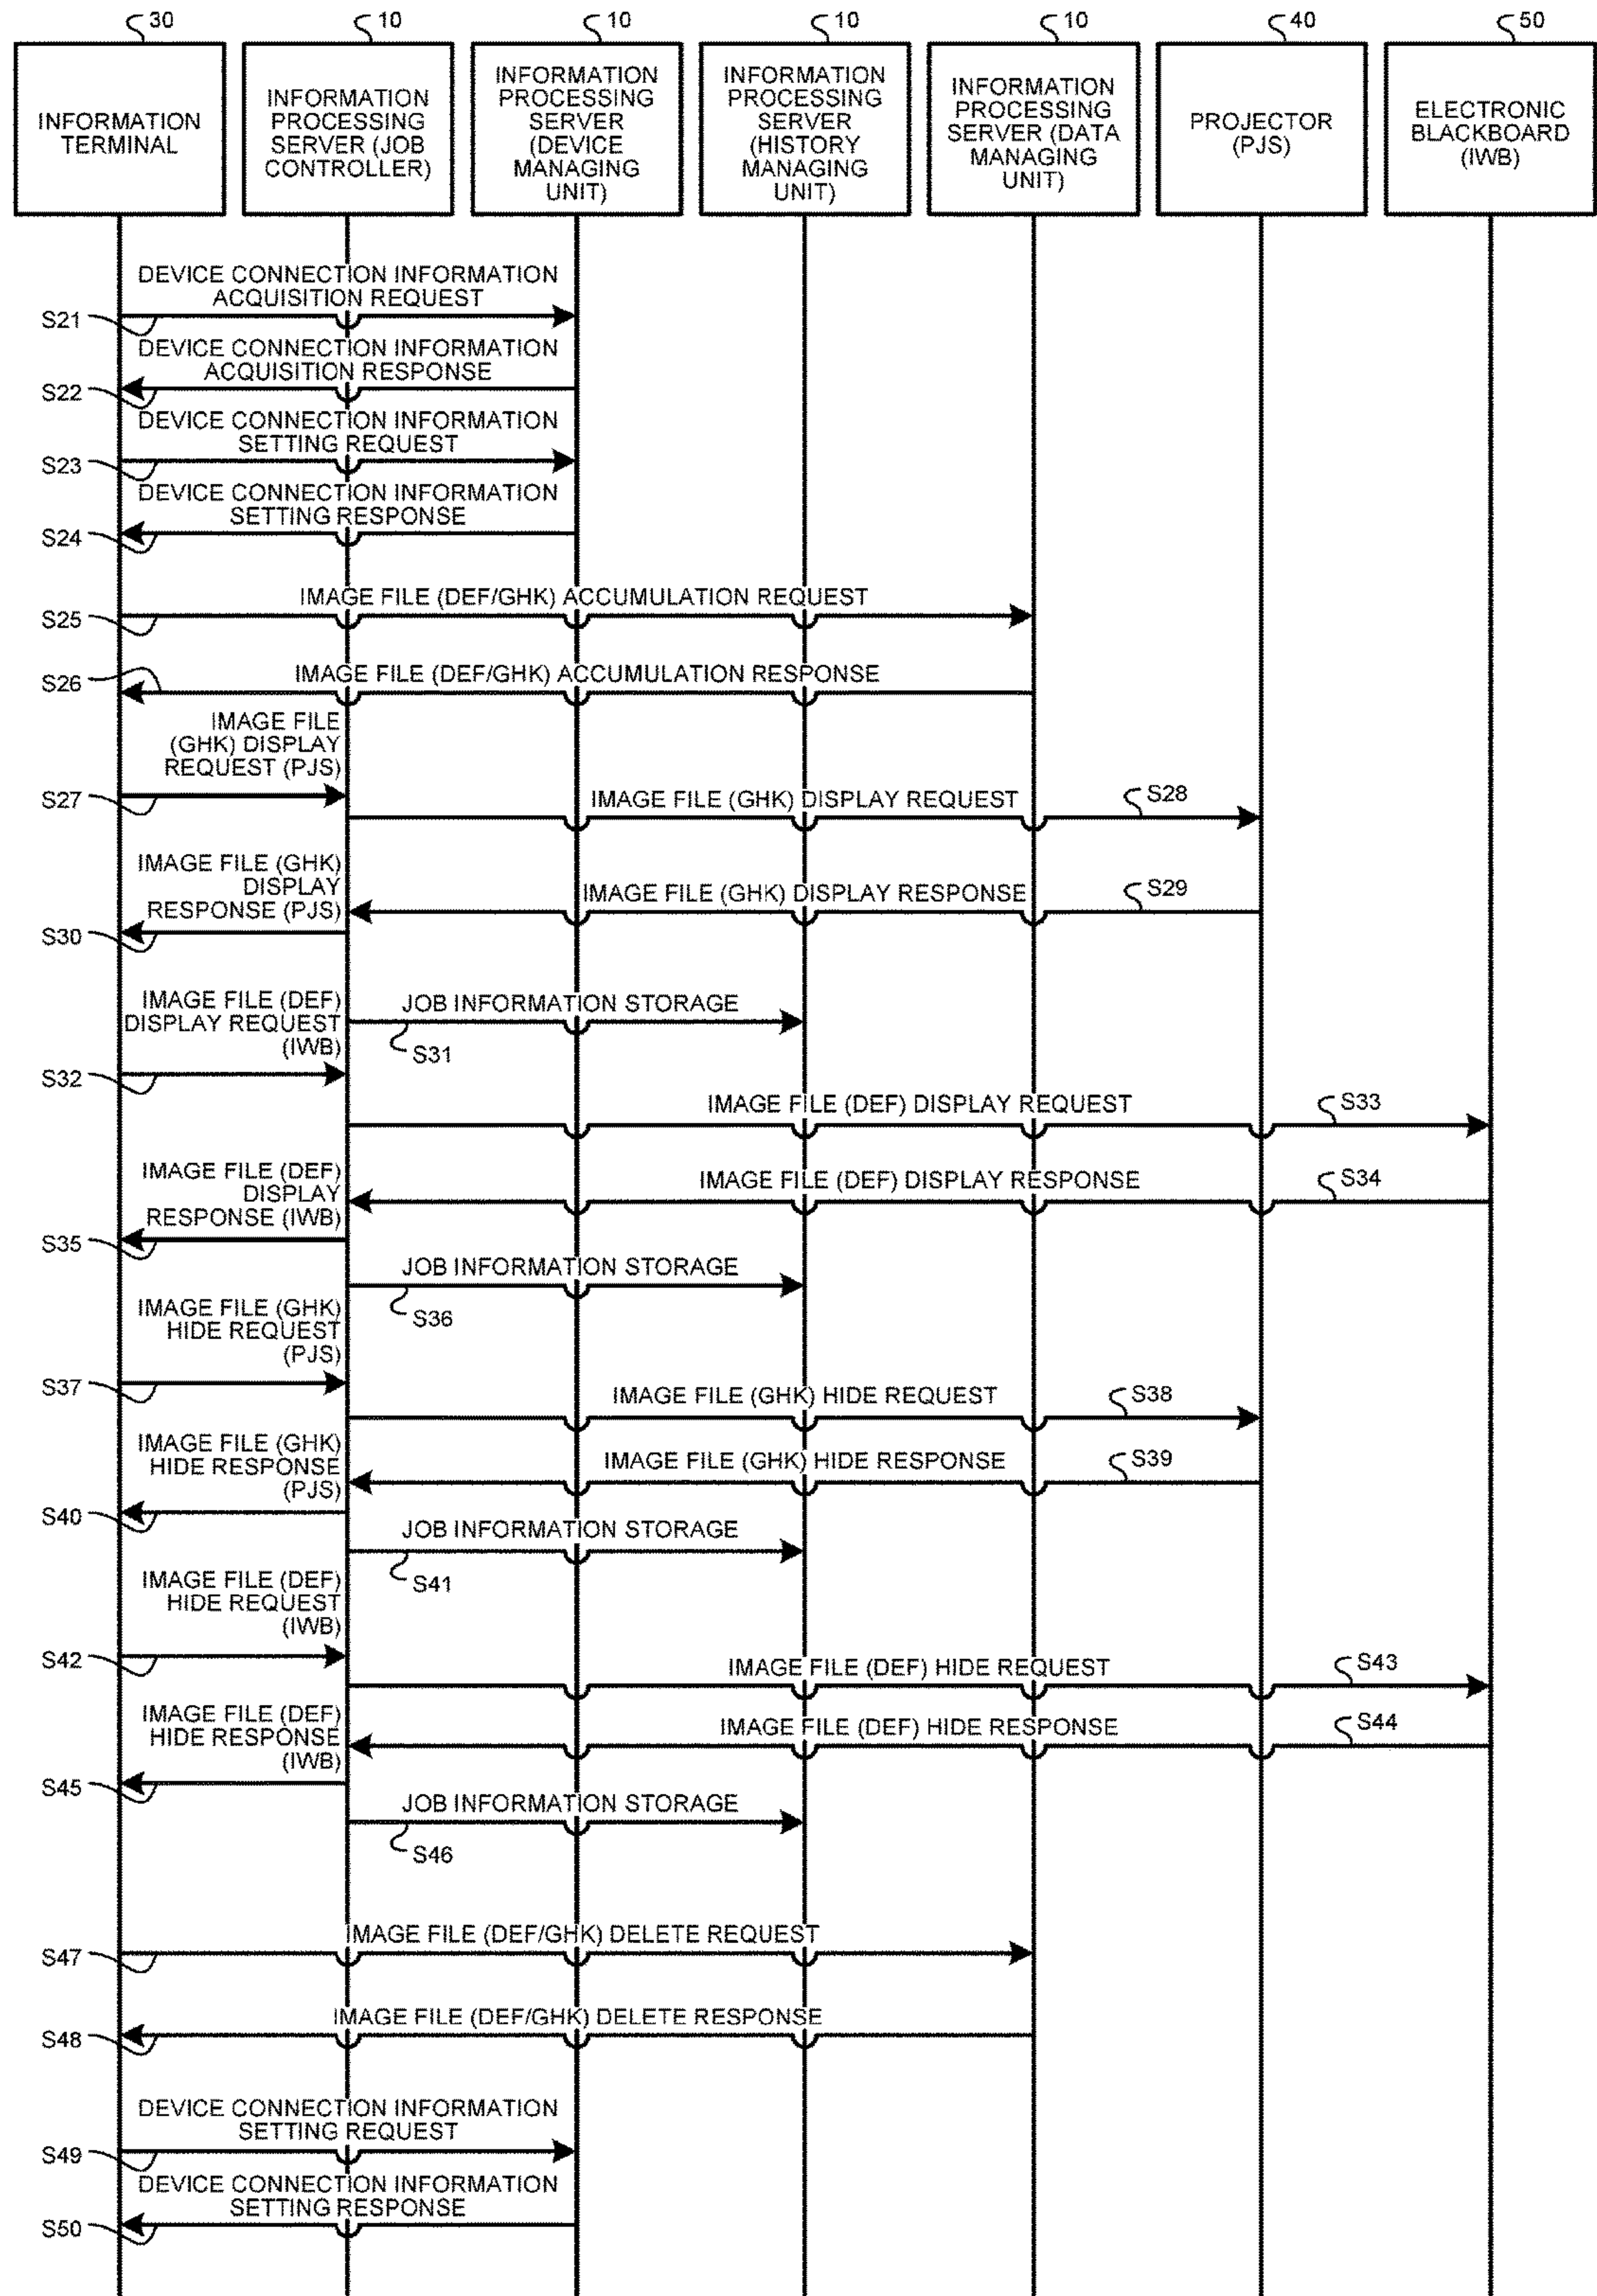 30
10
10
10
10
40
50
INFORMATION
TERMINAL
INFORMATION
PROCESSING
SERVER (JOB
CONTROLLER)
INFORMATION
PROCESSING
SERVER
(DEVICE
MANAGING
UNIT)
INFORMATION
PROCESSING
SERVER
(HISTORY
MANAGING
UNIT)
INFORMATION
PROCESSING
SERVER (DATA
MANAGING
UNIT)
PROJECTOR
(PJS)
ELECTRONIC
BLACKBOARD
(IWB)
DEVICE CONNECTION INFORMATION
ACQUISITION REQUEST
S21
DEVICE CONNECTION INFORMATION
ACQUISITION RESPONSE
S22
DEVICE CONNECTION INFORMATION
SETTING REQUEST
S23
DEVICE CONNECTION INFORMATION
SETTING RESPONSE
S24
IMAGE FILE (DEF/GHK) ACCUMULATION REQUEST
S25
IMAGE FILE (DEF/GHK) ACCUMULATION RESPONSE
S26
IMAGE FILE
(GHK) DISPLAY
REQUEST (PJS)
S27
IMAGE FILE (GHK) DISPLAY REQUEST
S28
IMAGE FILE (GHK)
DISPLAY
RESPONSE (PJS)
IMAGE FILE (GHK) DISPLAY RESPONSE
S29
S30
IMAGE FILE (DEF)
DISPLAY REQUEST
(IWB)
JOB INFORMATION STORAGE
S31
S32
IMAGE FILE (DEF) DISPLAY REQUEST
S33
IMAGE FILE (DEF)
DISPLAY
RESPONSE (IWB)
IMAGE FILE (DEF) DISPLAY RESPONSE
S34
S35
JOB INFORMATION STORAGE
S36
IMAGE FILE (GHK)
HIDE REQUEST
(PJS)
S37
IMAGE FILE (GHK) HIDE REQUEST
S38
IMAGE FILE (GHK)
HIDE RESPONSE
(PJS)
IMAGE FILE (GHK) HIDE RESPONSE
S39
S40
JOB INFORMATION STORAGE
S41
IMAGE FILE (DEF)
HIDE REQUEST
(IWB)
S42
IMAGE FILE (DEF) HIDE REQUEST
S43
IMAGE FILE (DEF)
HIDE RESPONSE
(IWB)
IMAGE FILE (DEF) HIDE RESPONSE
S44
S45
JOB INFORMATION STORAGE
S46
IMAGE FILE (DEF/GHK) DELETE REQUEST
S47
IMAGE FILE (DEF/GHK) DELETE RESPONSE
S48
DEVICE CONNECTION INFORMATION
SETTING REQUEST
S49
DEVICE CONNECTION INFORMATION
SETTING RESPONSE
S50